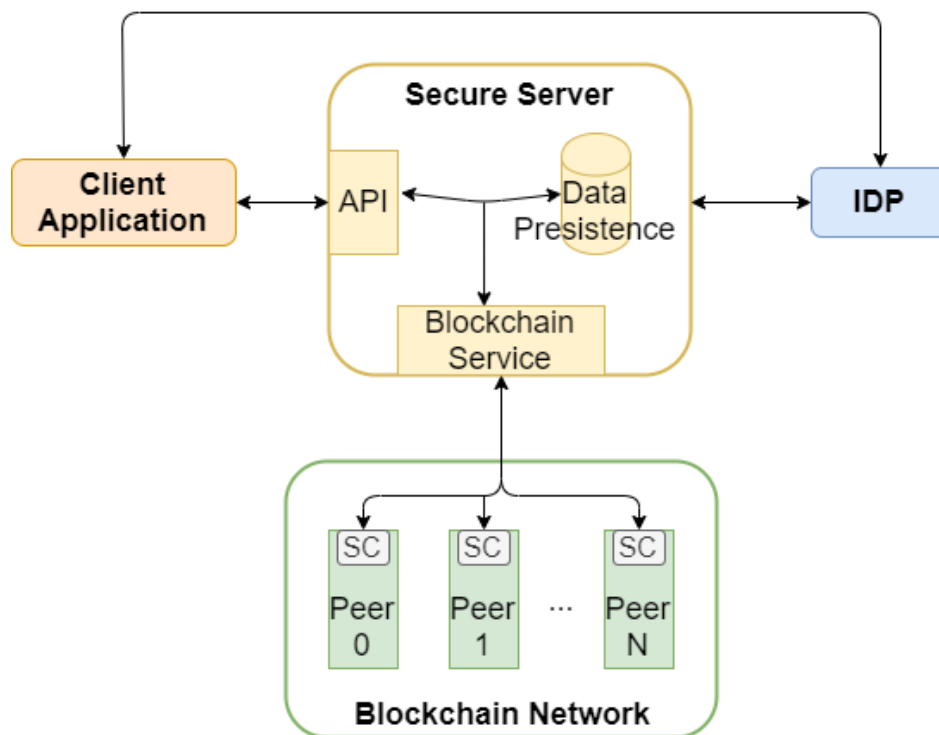 Secure Server
Client
Application
API
Data
Presistence
IDP
Blockchain
Service
SC
SC
SC
Peer
0
Peer
1
...
Peer
N
Blockchain Network